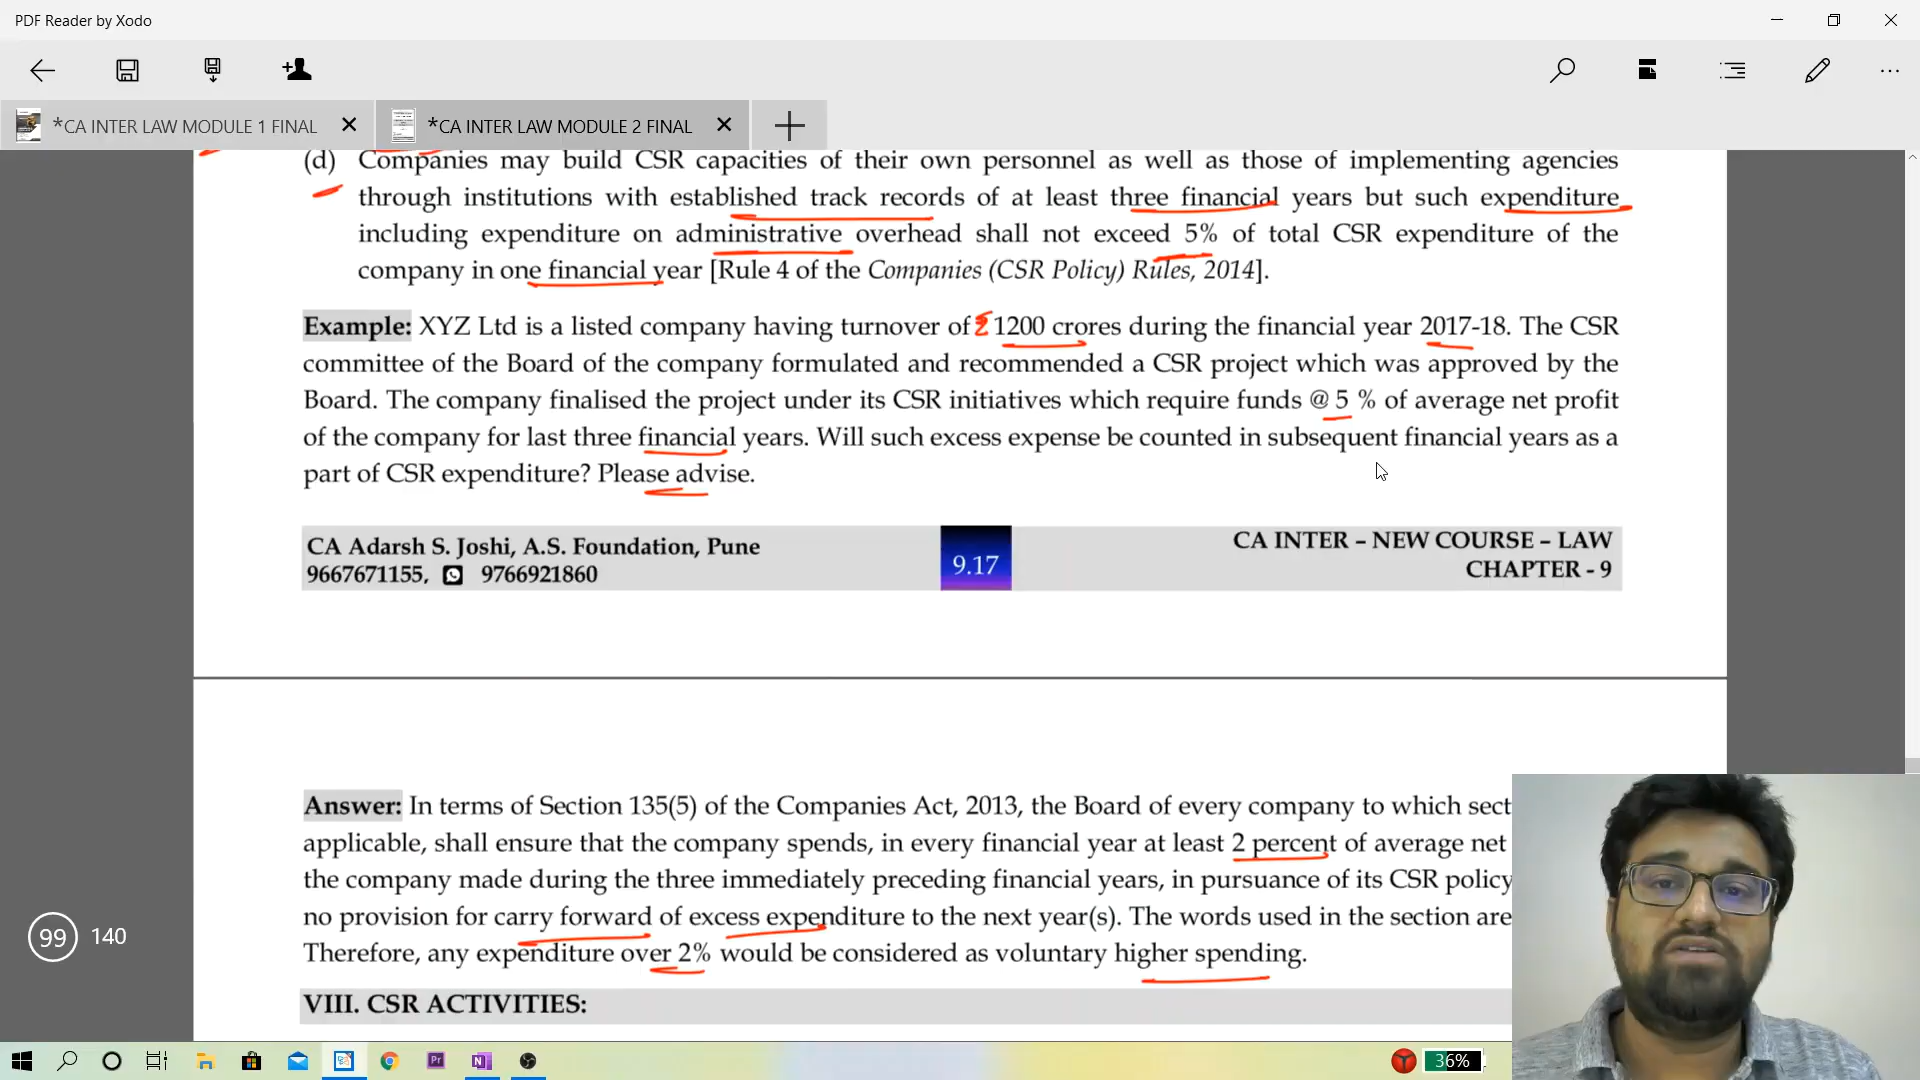 PDF Reader by Xodo
*CA INTER LAW MODULE 1 FINAL
*CA INTER LAW MODULE 2 FINAL
(d) Companies may build CSR capacities of their own personnel as well as those of implementing agencies
through institutions with established track records of at least three financial years but such expenditure
including expenditure on administrative overhead shall not exceed 5% of total CSR expenditure of the
company in one financial year [Rule 4 of the Companies (CSR Policy) Rules, 2014].
Example: XYZ Ltd is a listed company having turnover of ₹ 1200 crores during the financial year 2017-18. The CSR
committee of the Board of the company formulated and recommended a CSR project which was approved by the
Board. The company finalised the project under its CSR initiatives which require funds @ 5 % of average net profit
of the company for last three financial years. Will such excess expense be counted in subsequent financial years as a
part of CSR expenditure? Please advise.
CA Adarsh S. Joshi, A.S. Foundation, Pune
9667671155, 9766921860
9.17
CA INTER – NEW COURSE – LAW
CHAPTER - 9
Answer: In terms of Section 135(5) of the Companies Act, 2013, the Board of every company to which sect
applicable, shall ensure that the company spends, in every financial year at least 2 percent of average net
the company made during the three immediately preceding financial years, in pursuance of its CSR policy
no provision for carry forward of excess expenditure to the next year(s). The words used in the section are
Therefore, any expenditure over 2% would be considered as voluntary higher spending.
VIII. CSR ACTIVITIES:
99 140
Pr
N
36%